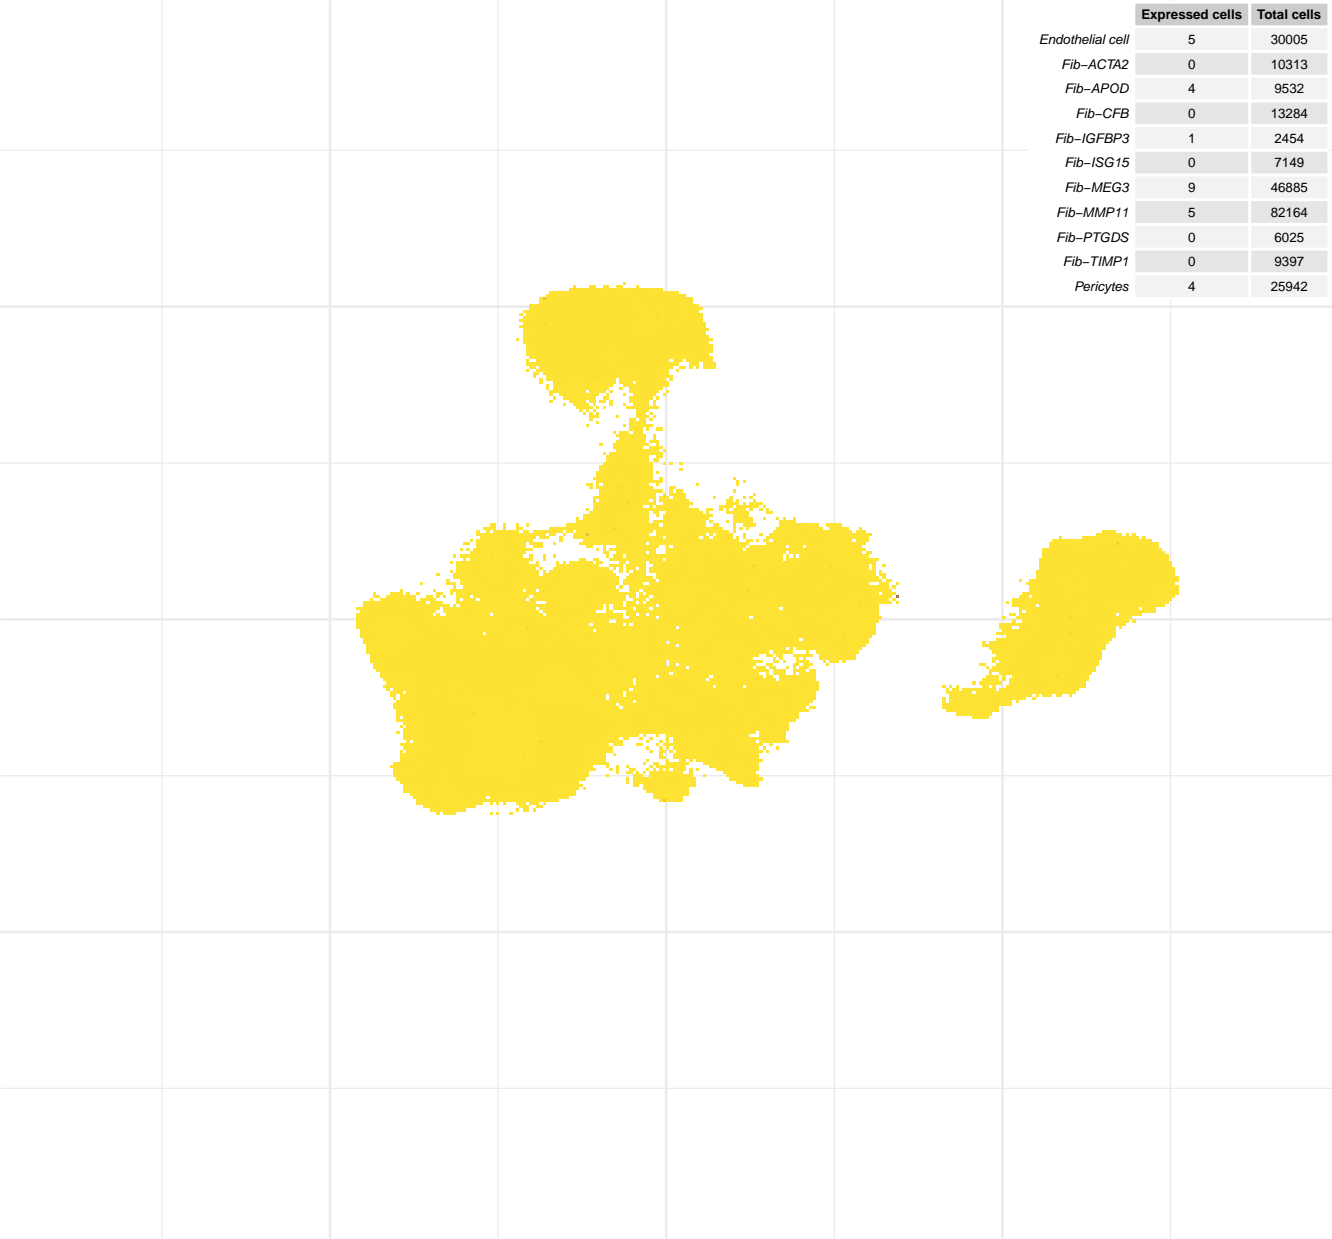 Expressed cells Total cells
Endothelial cell 5 30005
Fib−ACTA2 0 10313
Fib−APOD 4 9532
Fib−CFB 0 13284
Fib−IGFBP3 1 2454
Fib−ISG15 0 7149
Fib−MEG3 9 46885
Fib−MMP11 5 82164
Fib−PTGDS 0 6025
Fib−TIMP1 0 9397
Pericytes 4 25942